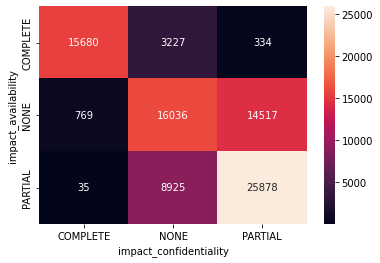 COMPLETE
NONE
PARTIAL
impact_availability
15680 3227 334
769 16036 14517
35 8925 25878
COMPLETE NONE PARTIAL
impact_confidentiality
25000
20000
15000
10000
5000